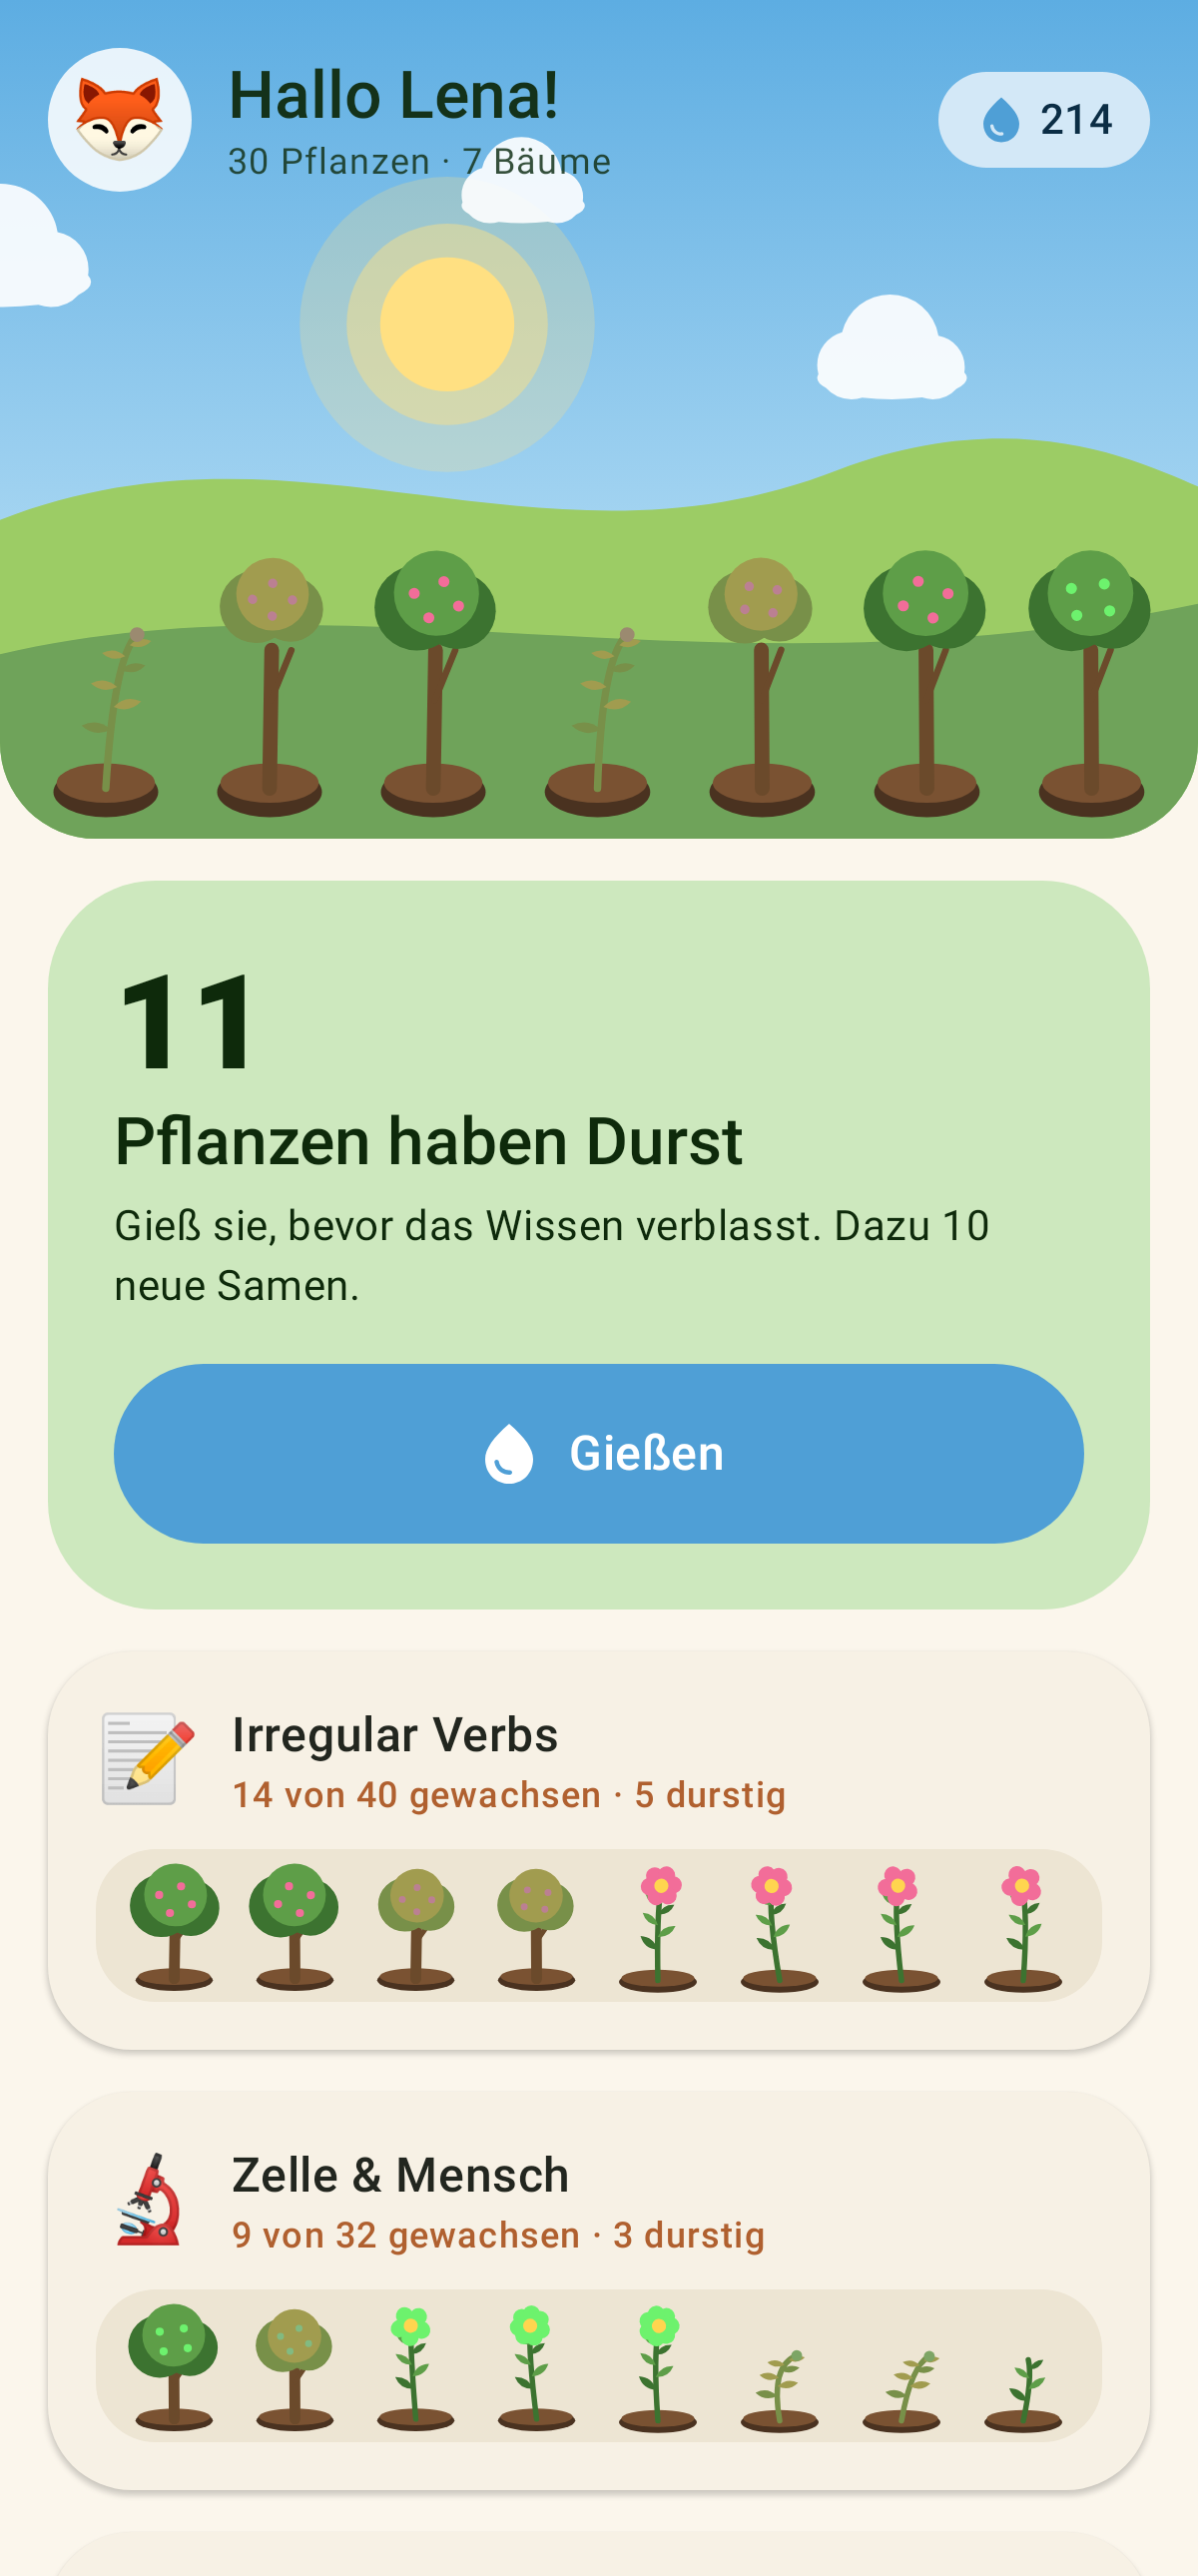 Hallo Lena!
30 Pflanzen · 7 Bäume
214
11
Pflanzen haben Durst
Gieß sie, bevor das Wissen verblasst. Dazu 10
neue Samen.
Gießen
Irregular Verbs
14 von 40 gewachsen · 5 durstig
Zelle & Mensch
9 von 32 gewachsen · 3 durstig